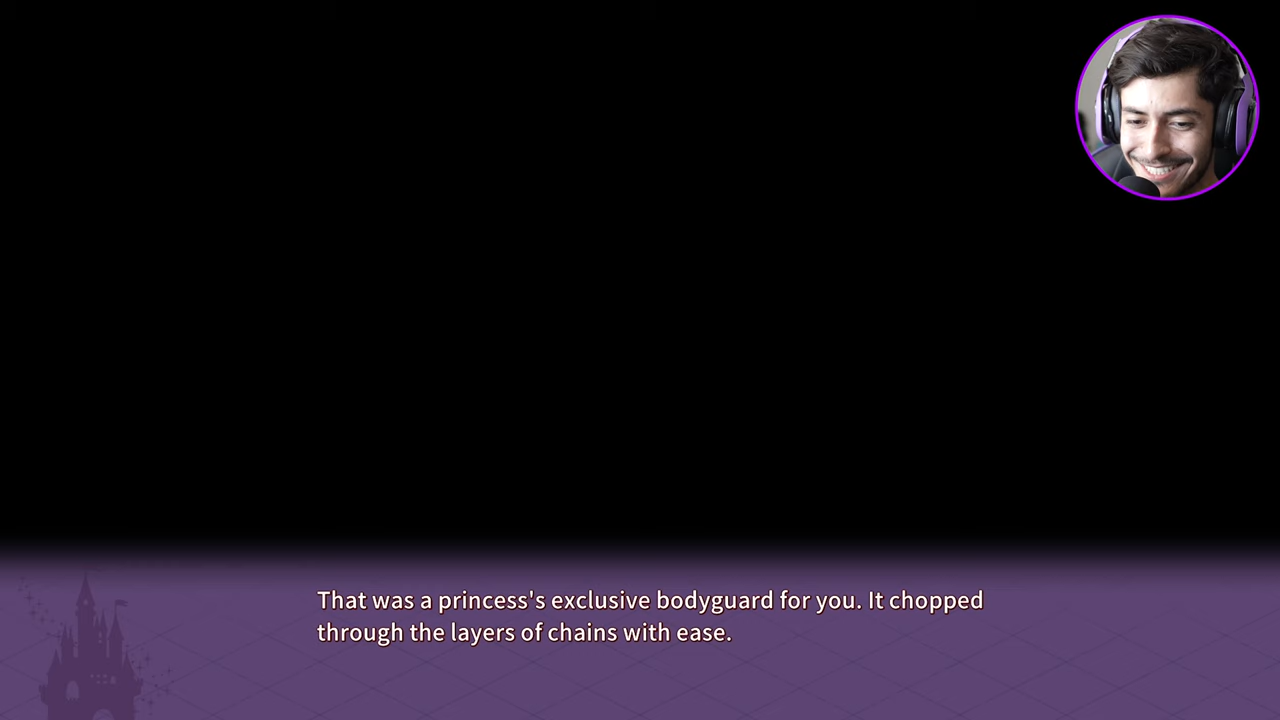 That was a princess's exclusive bodyguard for you. It chopped
through the layers of chains with ease.